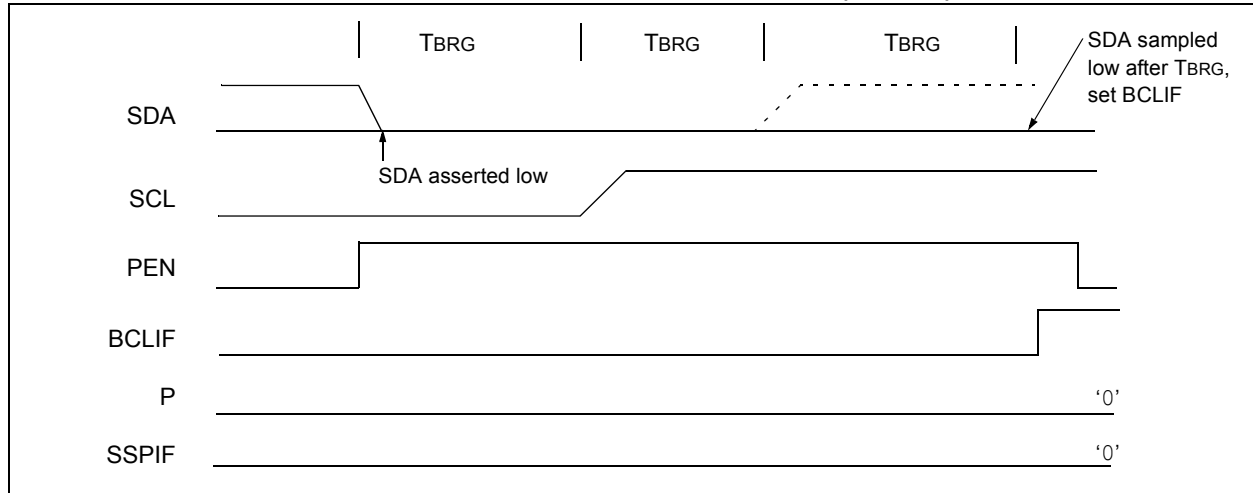 TBRG TBRG TBRG
SDA sampled
low after TBRG,
set BCLIF
SDA
SDA asserted low
SCL
PEN
BCLIF
P
'0'
SSPIF
'0'